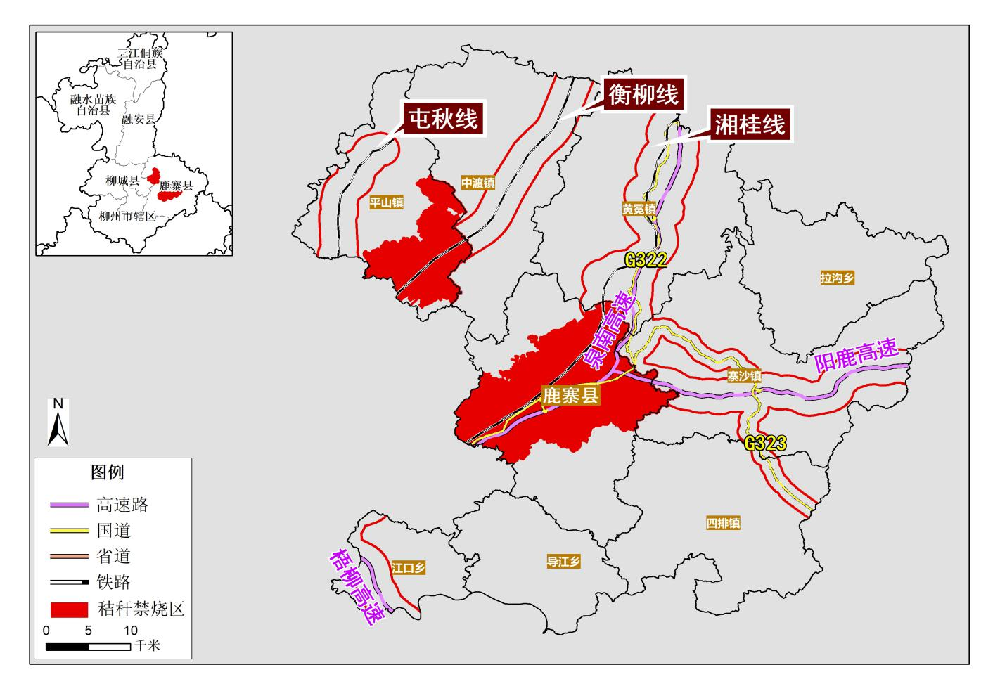 三江侗族
自治县
融水苗族
自治县
融安县
柳城县
鹿寨县
柳州市辖区
屯秋线
衡柳线
湘桂线
中渡镇
平山镇
黄冕镇
G322
拉沟乡
泉南高速
阳鹿高速
寨沙镇
鹿寨县
G323
四排镇
导江乡
江口乡
梧柳高速
N
图例
高速路
国道
省道
铁路
秸秆禁烧区
0 5 10
千米